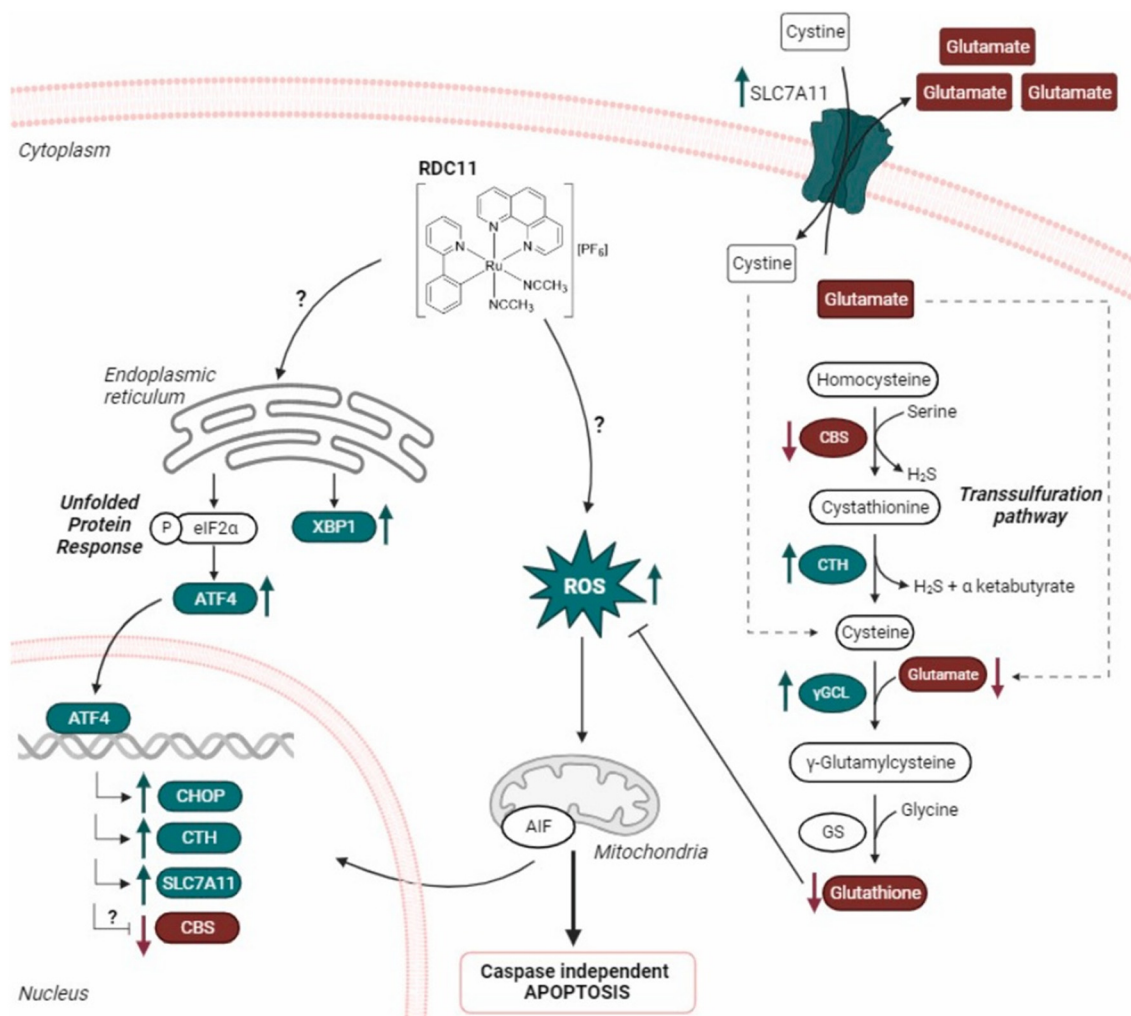 Cystine
Glutamate
Glutamate
Glutamate
SLC7A11
Cytoplasm
RDC11
N
N
N
Ru
NCCH₃
NCCH₃
[PF₆]
Cystine
Glutamate
?
?
Endoplasmic
reticulum
Unfolded
Protein
Response
P
eIF2α
XBP1
ATF4
ROS
Homocysteine
Serine
CBS
H₂S
Cystathionine
Transsulfuration
pathway
CTH
H₂S + α ketabutyrate
Cysteine
Glutamate
γGCL
γ-Glutamylcysteine
Glycine
GS
Glutathione
ATF4
CHOP
CTH
SLC7A11
?
CBS
Nucleus
AIF
Mitochondria
Caspase independent
APOPTOSIS